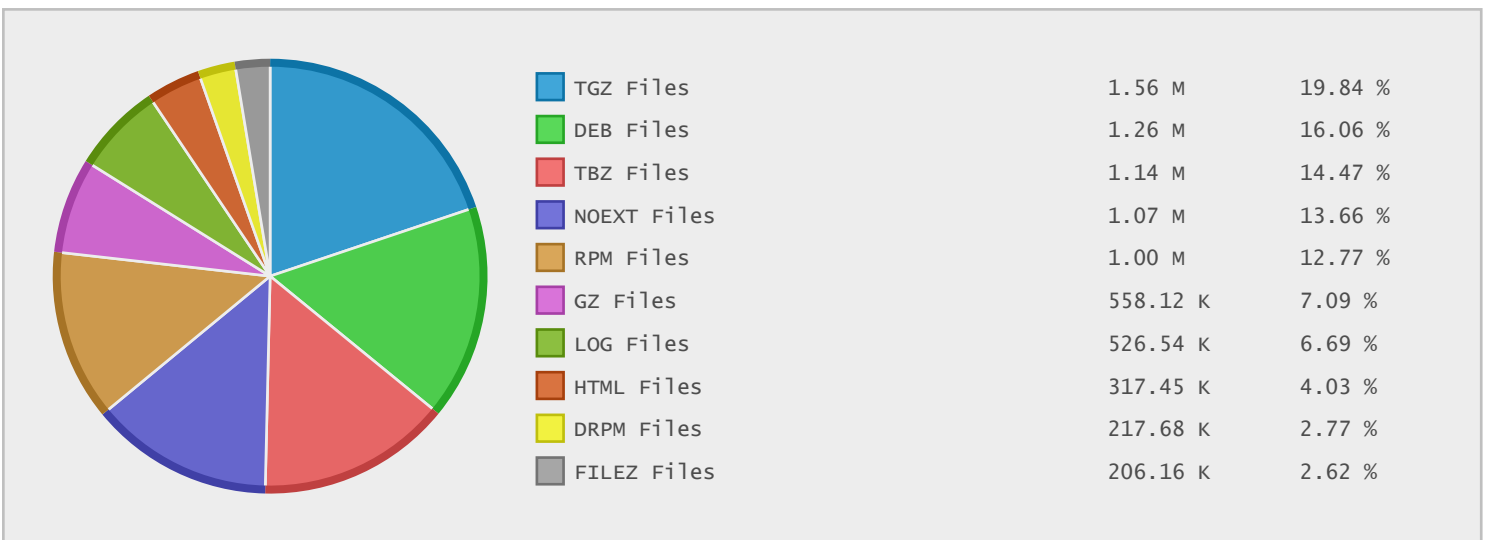 TGZ Files 1.56 M 19.84 %
DEB Files 1.26 M 16.06 %
TBZ Files 1.14 M 14.47 %
NOEXT Files 1.07 M 13.66 %
RPM Files 1.00 M 12.77 %
GZ Files 558.12 K 7.09 %
LOG Files 526.54 K 6.69 %
HTML Files 317.45 K 4.03 %
DRPM Files 217.68 K 2.77 %
FILEZ Files 206.16 K 2.62 %